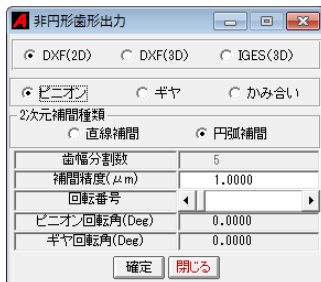 非円形歯形出力
DXF(2D) DXF(3D) IGES(3D)
ピニオン ギヤ かみ合い
2次元補間種類
直線補間 円弧補間
歯幅分割数 5
補間精度(μm) 1.0000
回転番号
ピニオン回転角(Deg) 0.0000
ギヤ回転角(Deg) 0.0000
確定 閉じる